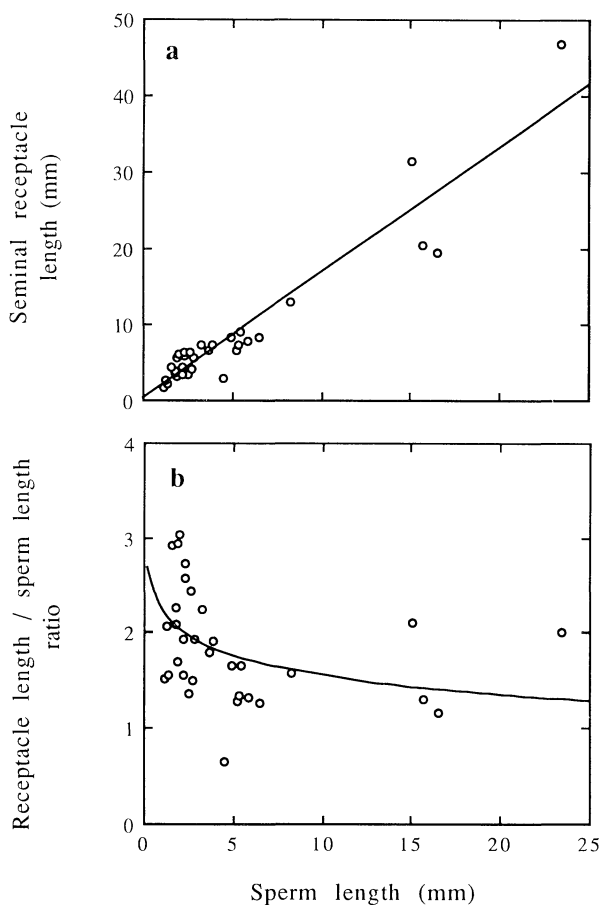 50
a
40
30
20
10
0
Seminal receptacle
length (mm)
4
b
3
2
1
0
Receptacle length / sperm length
ratio
0 5 10 15 20 25
Sperm length (mm)